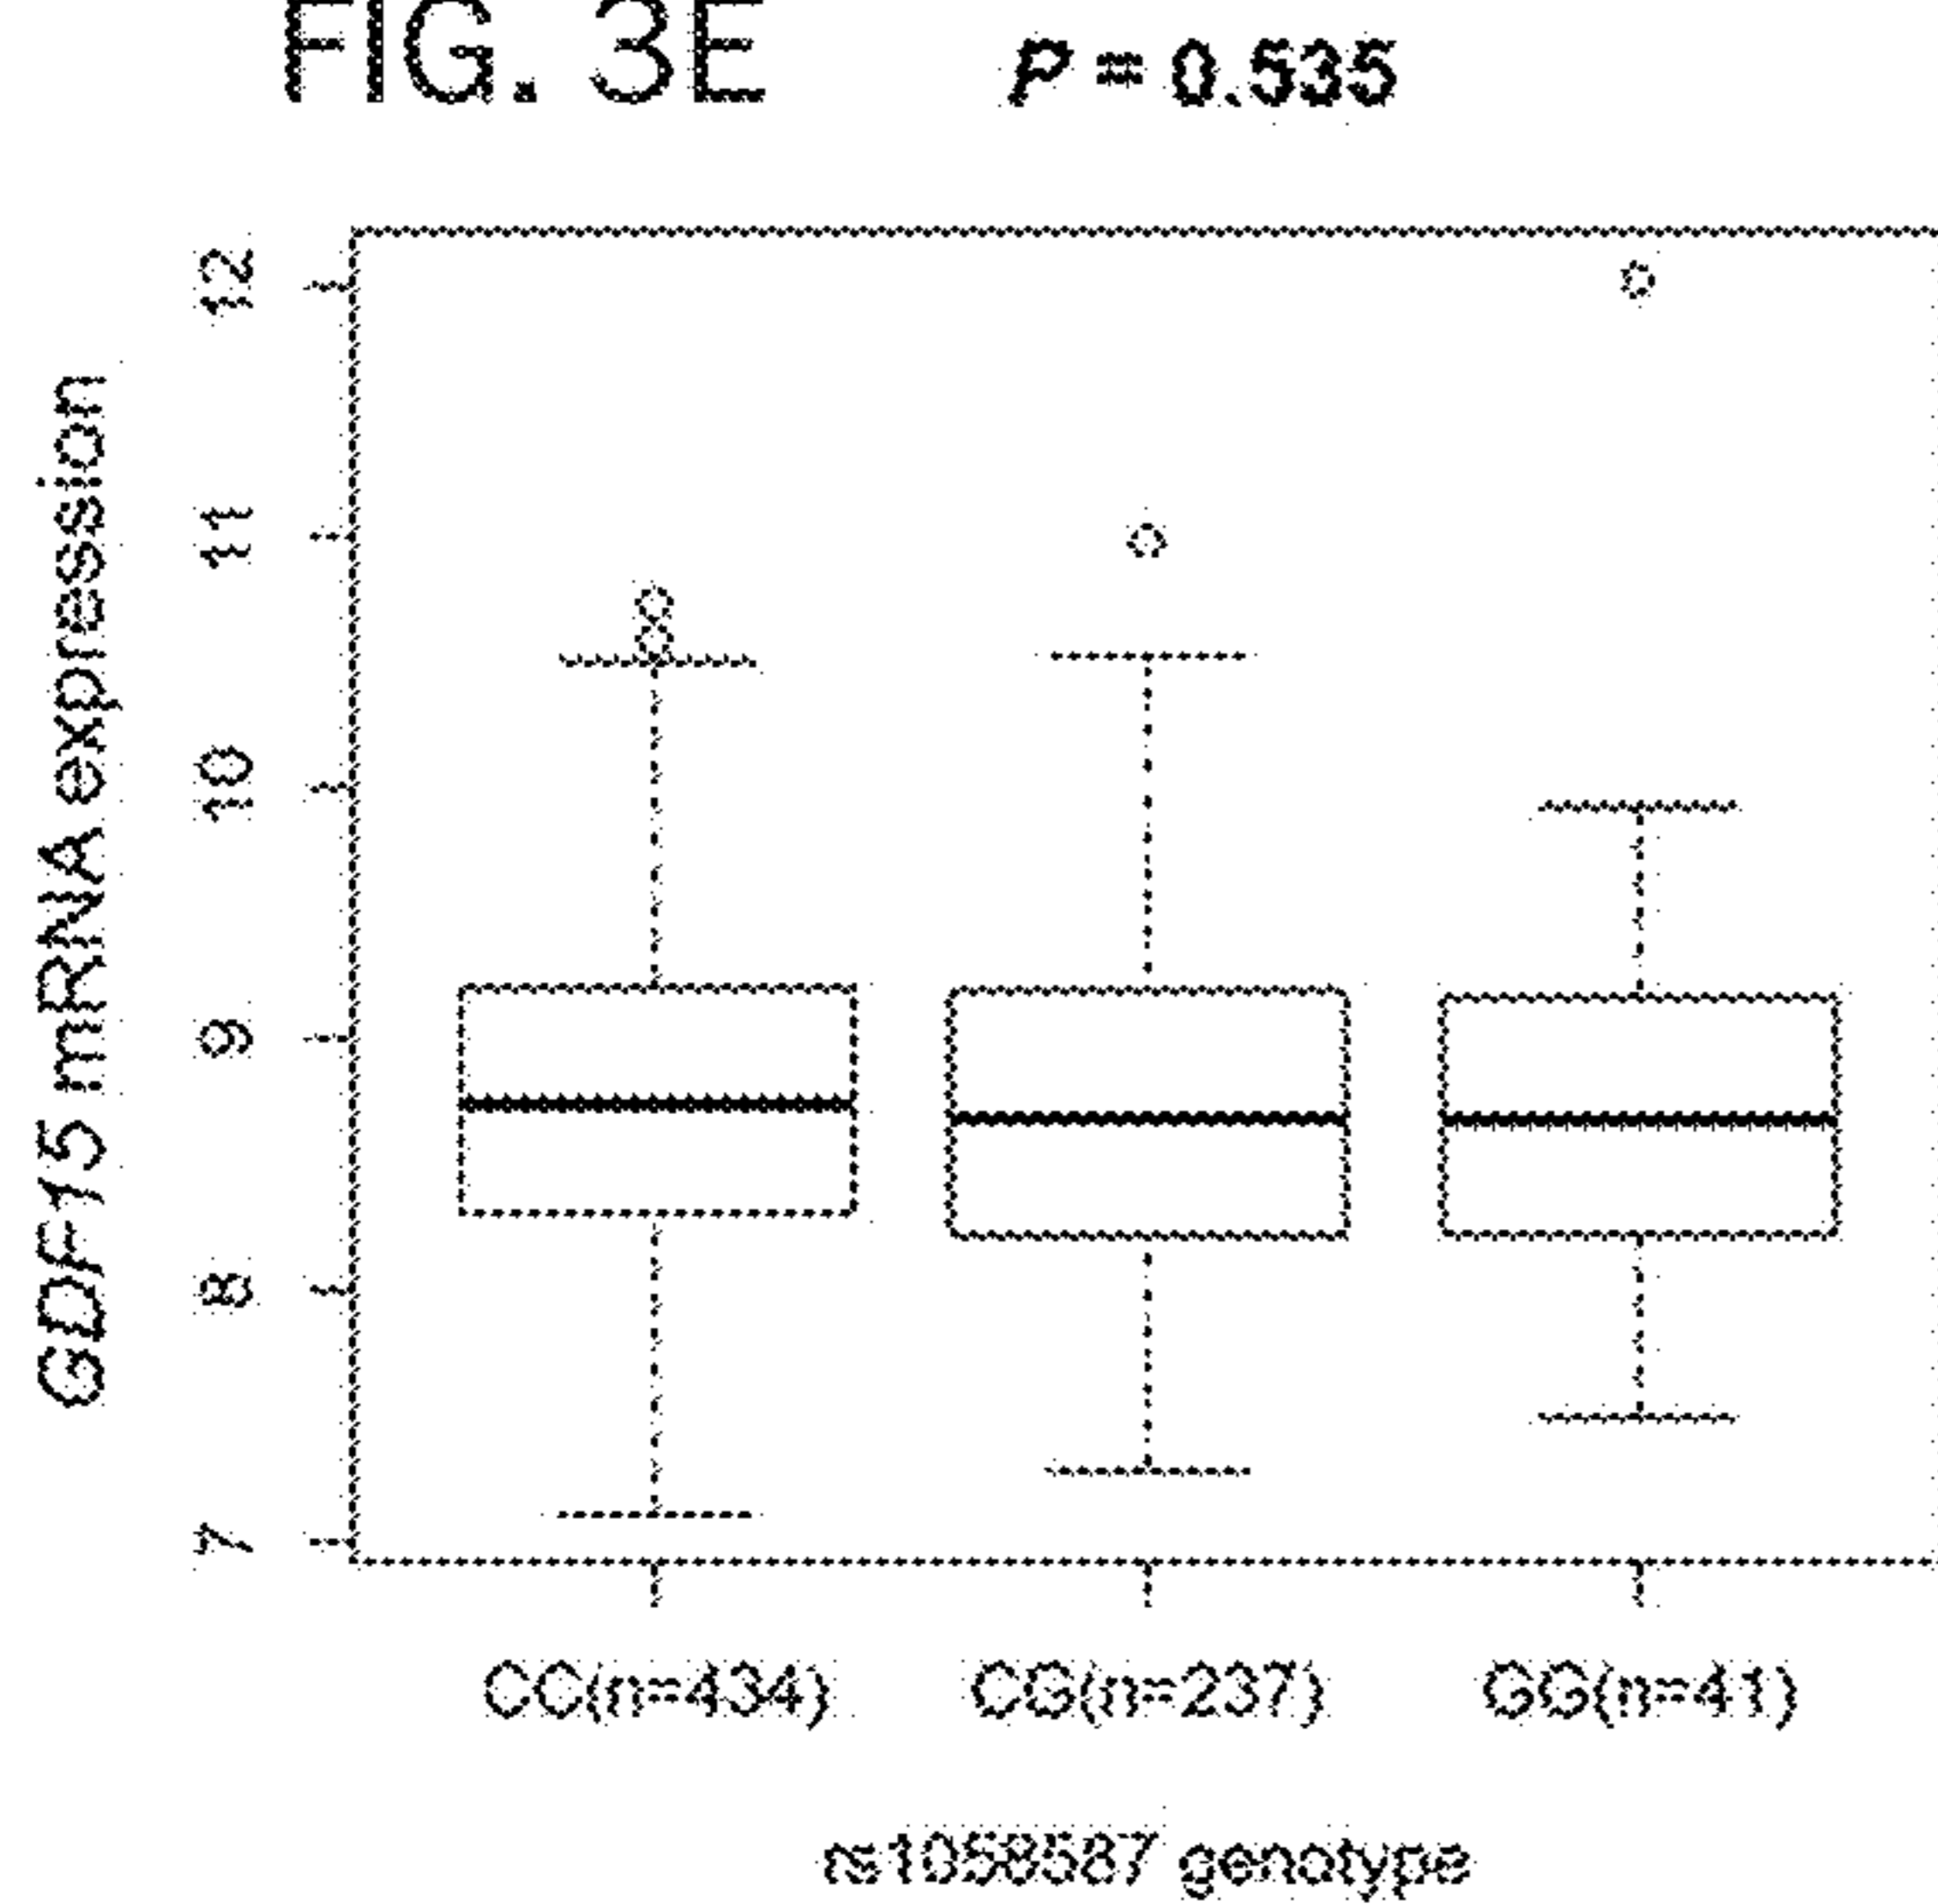 FIG. 3E
P = 0.535
GDF15 mRNA expression
12
11
10
9
8
7
CC(n=434) CG(n=237) GG(n=41)
rs1058587 genotype